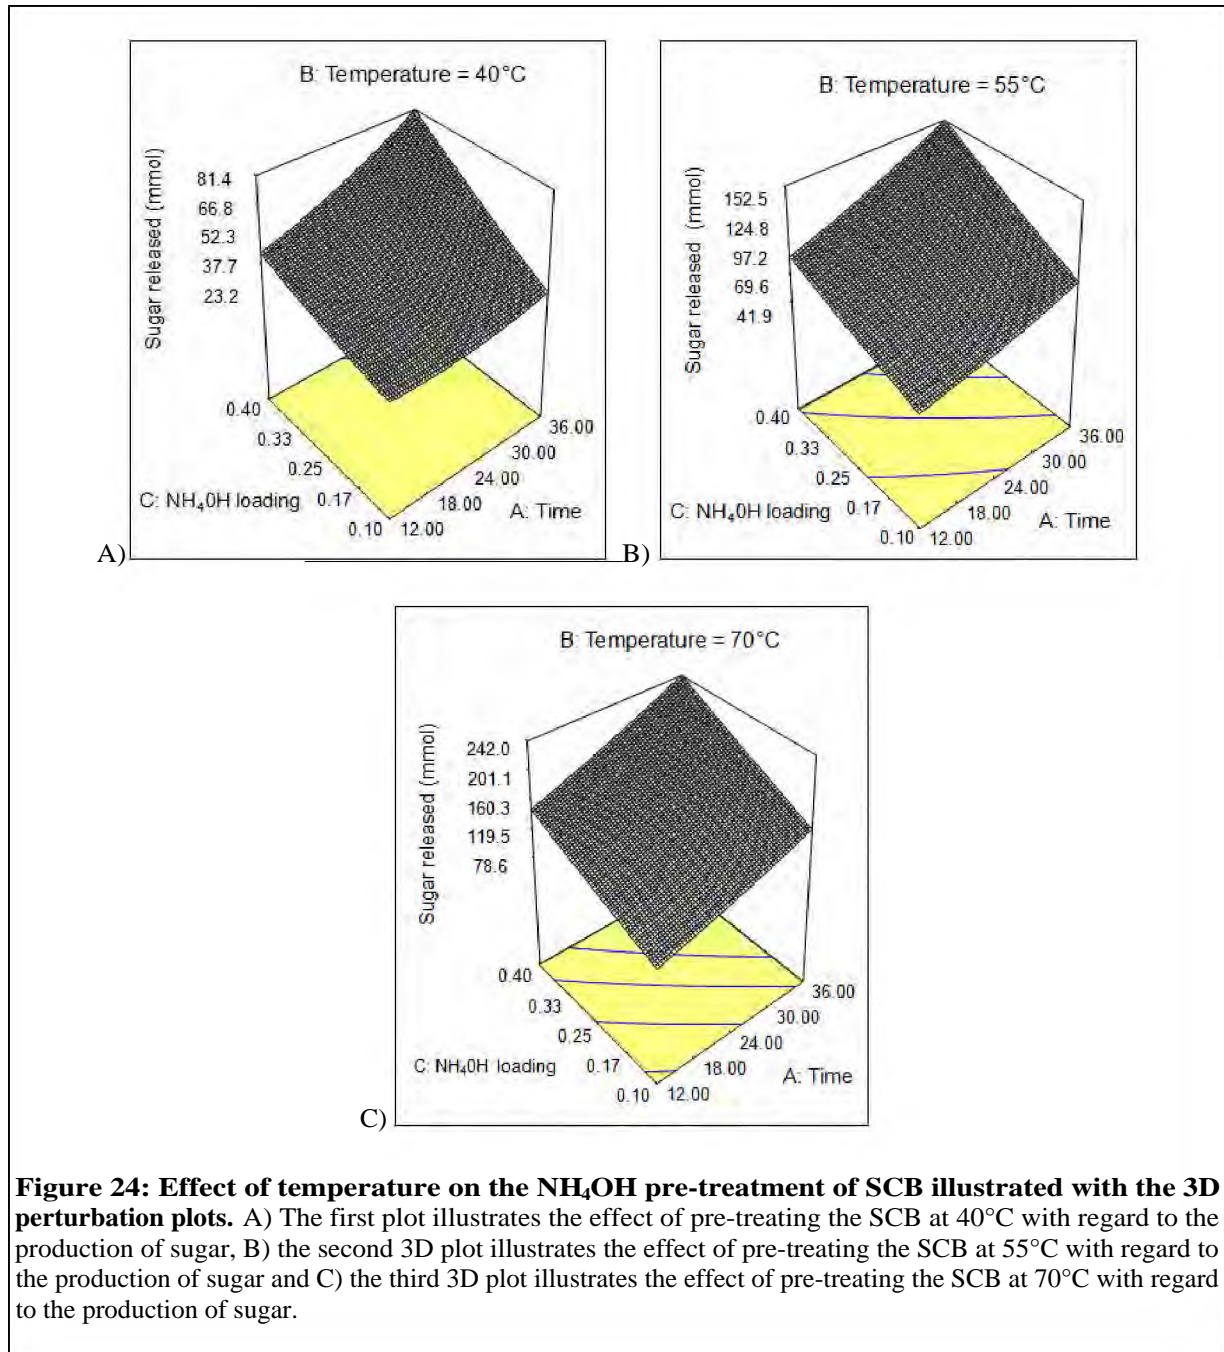 B: Temperature = 40°C
81.4
66.8
52.3
37.7
23.2
Sugar released (mmol)
0.40
0.33
0.25
0.17
0.10
C: NH₄0H loading
12.00
18.00
24.00
30.00
36.00
A: Time
A)
B: Temperature = 55°C
152.5
124.8
97.2
69.6
41.9
Sugar released (mmol)
0.40
0.33
0.25
0.17
0.10
C: NH₄0H loading
12.00
18.00
24.00
30.00
36.00
A: Time
B)
B: Temperature = 70°C
242.0
201.1
160.3
119.5
78.6
Sugar released (mmol)
0.40
0.33
0.25
0.17
0.10
C: NH₄0H loading
12.00
18.00
24.00
30.00
36.00
A: Time
C)
Figure 24: Effect of temperature on the NH₄OH pre-treatment of SCB illustrated with the 3D
perturbation plots. A) The first plot illustrates the effect of pre-treating the SCB at 40°C with regard to the
production of sugar, B) the second 3D plot illustrates the effect of pre-treating the SCB at 55°C with regard to
the production of sugar and C) the third 3D plot illustrates the effect of pre-treating the SCB at 70°C with regard
to the production of sugar.